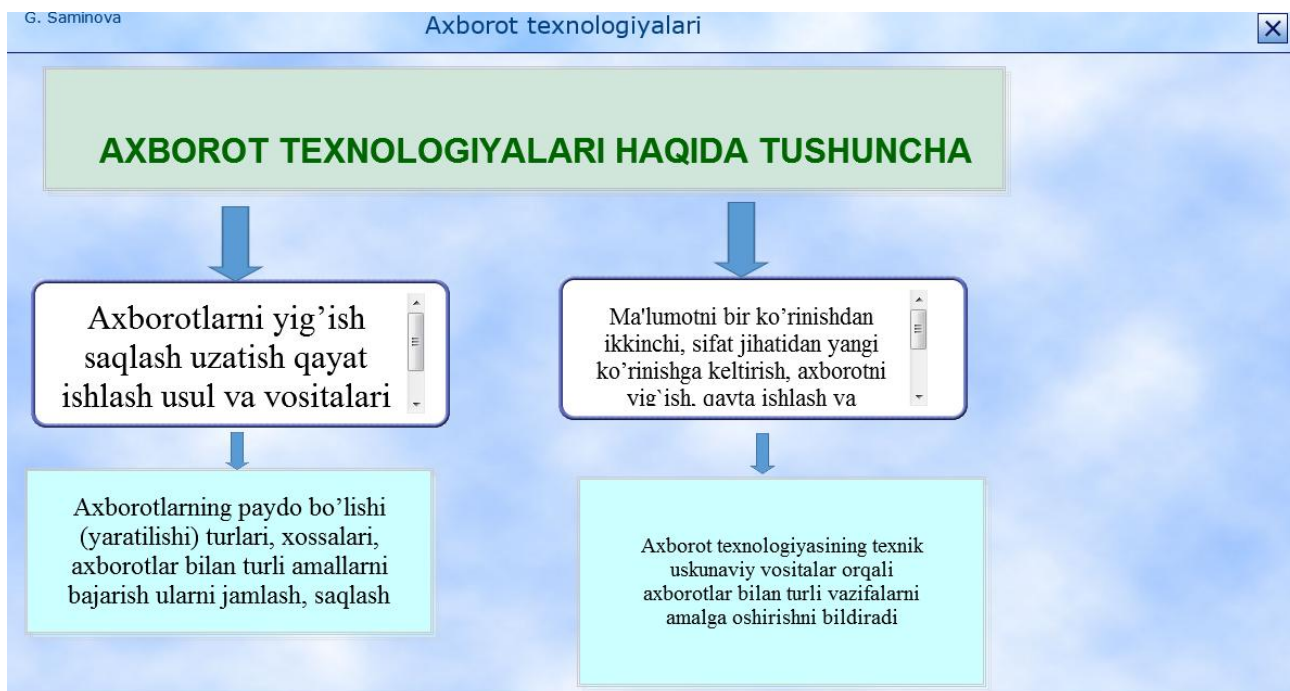 G. Saminova
Axborot texnologiyalari
AXBOROT TEXNOLOGIYALARI HAQIDA TUSHUNCHA
Axborotlarni yig’ish
saqlash uzatish qayat
ishlash usul va vositalari
Ma'lumotni bir ko’rinishdan
ikkinchi, sifat jihatidan yangi
ko’rinishga keltirish, axborotni
yig`ish, qayta ishlash va
Axborotlarning paydo bo’lishi
(yaratilishi) turlari, xossalari,
axborotlar bilan turli amallarni
bajarish ularni jamlash, saqlash
Axborot texnologiyasining texnik
uskunaviy vositalar orqali
axborotlar bilan turli vazifalarni
amalga oshirishni bildiradi